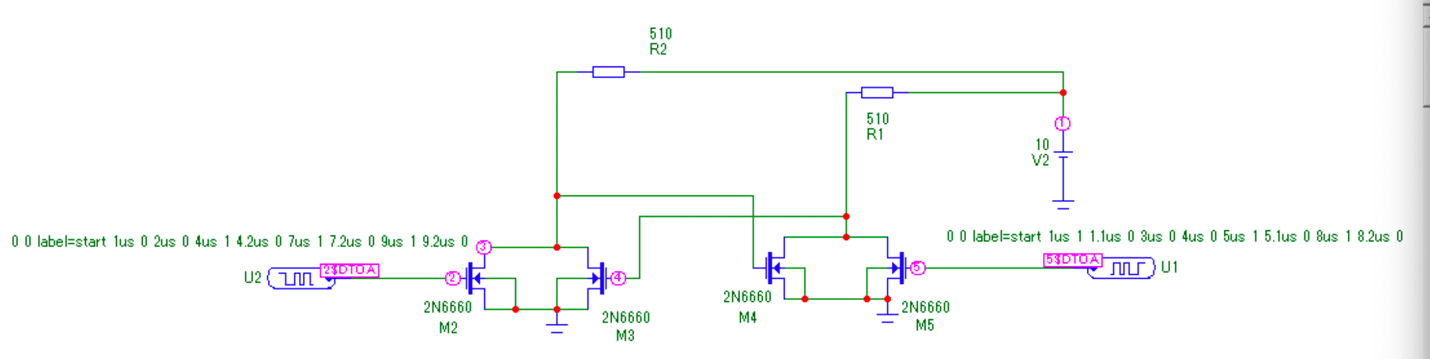 510
R2
510
R1
1
10
V2
0 0 label=start 1us 0 2us 0 4us 1 4.2us 0 7us 1 7.2us 0 9us 1 9.2us 0
3
0 0 label=start 1us 1 1.1us 0 3us 0 4us 0 5us 1 5.1us 0 8us 1 8.2us 0
U2
2$DTOA
2
4
5
5$DTOA
U1
2N6660
M2
2N6660
M3
2N6660
M4
2N6660
M5